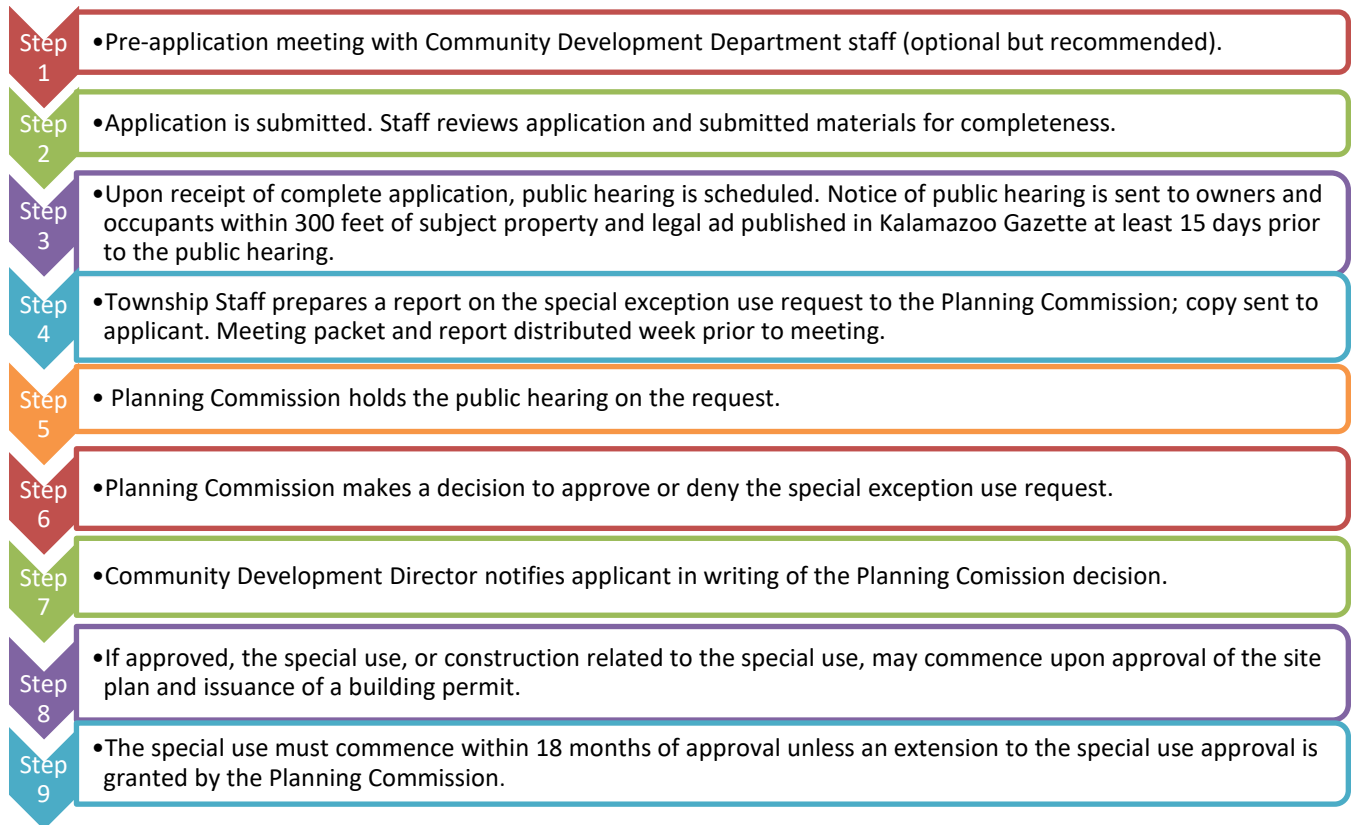 Step
1
•Pre-application meeting with Community Development Department staff (optional but recommended).
Step
2
•Application is submitted. Staff reviews application and submitted materials for completeness.
Step
3
•Upon receipt of complete application, public hearing is scheduled. Notice of public hearing is sent to owners and
occupants within 300 feet of subject property and legal ad published in Kalamazoo Gazette at least 15 days prior
to the public hearing.
Step
4
•Township Staff prepares a report on the special exception use request to the Planning Commission; copy sent to
applicant. Meeting packet and report distributed week prior to meeting.
Step
5
• Planning Commission holds the public hearing on the request.
Step
6
•Planning Commission makes a decision to approve or deny the special exception use request.
Step
7
•Community Development Director notifies applicant in writing of the Planning Comission decision.
Step
8
•If approved, the special use, or construction related to the special use, may commence upon approval of the site
plan and issuance of a building permit.
Step
9
•The special use must commence within 18 months of approval unless an extension to the special use approval is
granted by the Planning Commission.